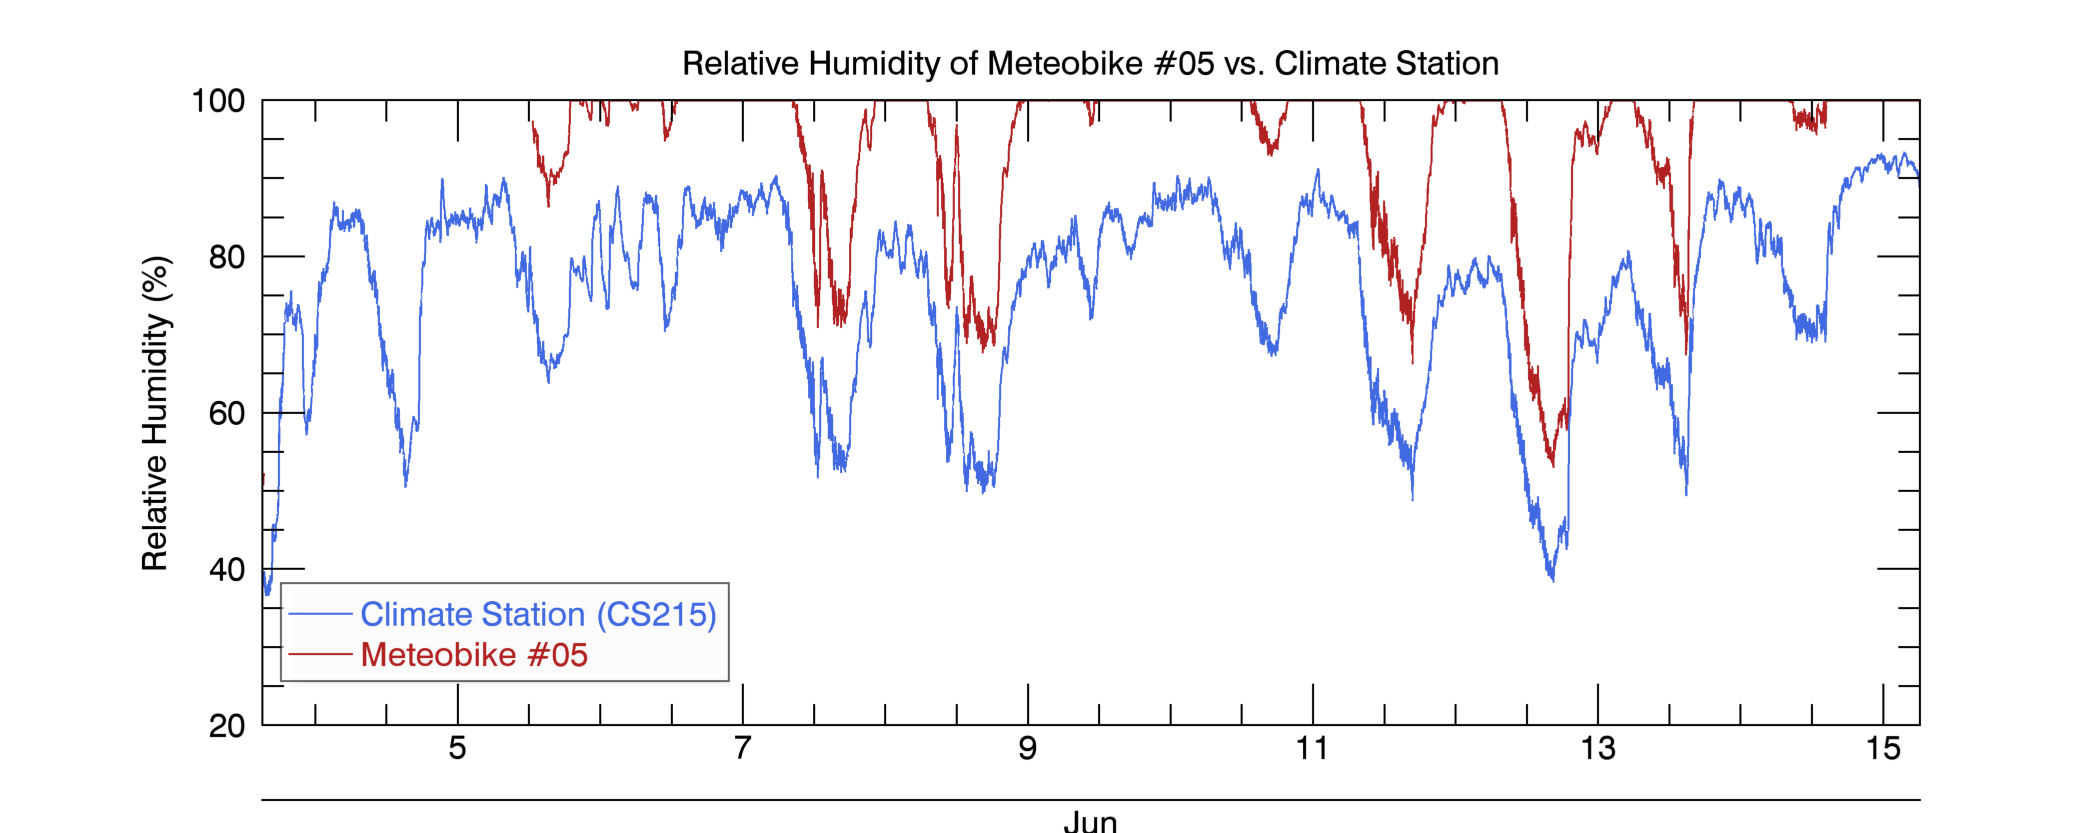 Relative Humidity of Meteobike #05 vs. Climate Station
Relative Humidity (%)
100
80
60
40
20
Climate Station (CS215)
Meteobike #05
5 7 9 11 13 15
Jun